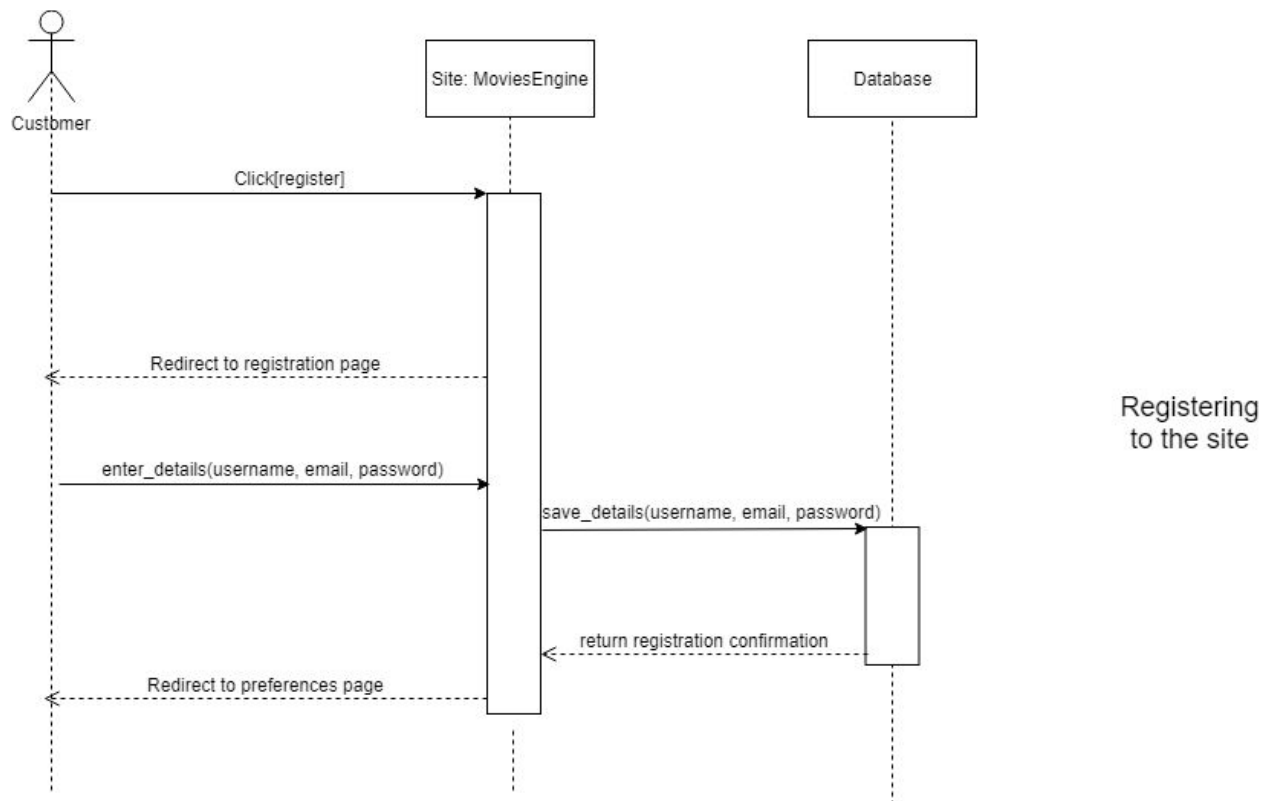 Customer
Site: MoviesEngine
Database
Click[register]
Redirect to registration page
Registering
to the site
enter_details(username, email, password)
save_details(username, email, password)
return registration confirmation
Redirect to preferences page